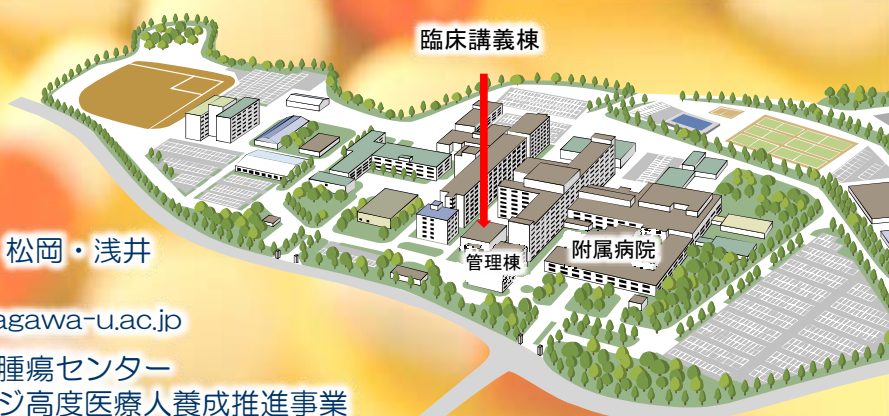 臨床講義棟
松岡・浅井
管理棟
附属病院
agawa-u.ac.jp
腫瘍センター
ジ高度医療人養成推進事業